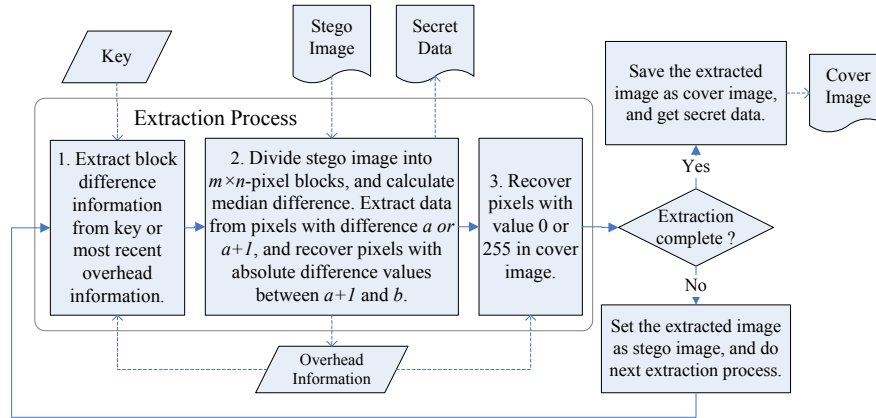 Key
Stego
Image
Secret
Data
Extraction Process
1. Extract block
difference
information
from key or
most recent
overhead
information.
2. Divide stego image into
m×n-pixel blocks, and calculate
median difference. Extract data
from pixels with difference a or
a+1, and recover pixels with
absolute difference values
between a+1 and b.
3. Recover
pixels with
value 0 or
255 in cover
image.
Overhead
Information
Save the extracted
image as cover image,
and get secret data.
Cover
Image
Yes
Extraction
complete ?
No
Set the extracted image
as stego image, and do
next extraction process.